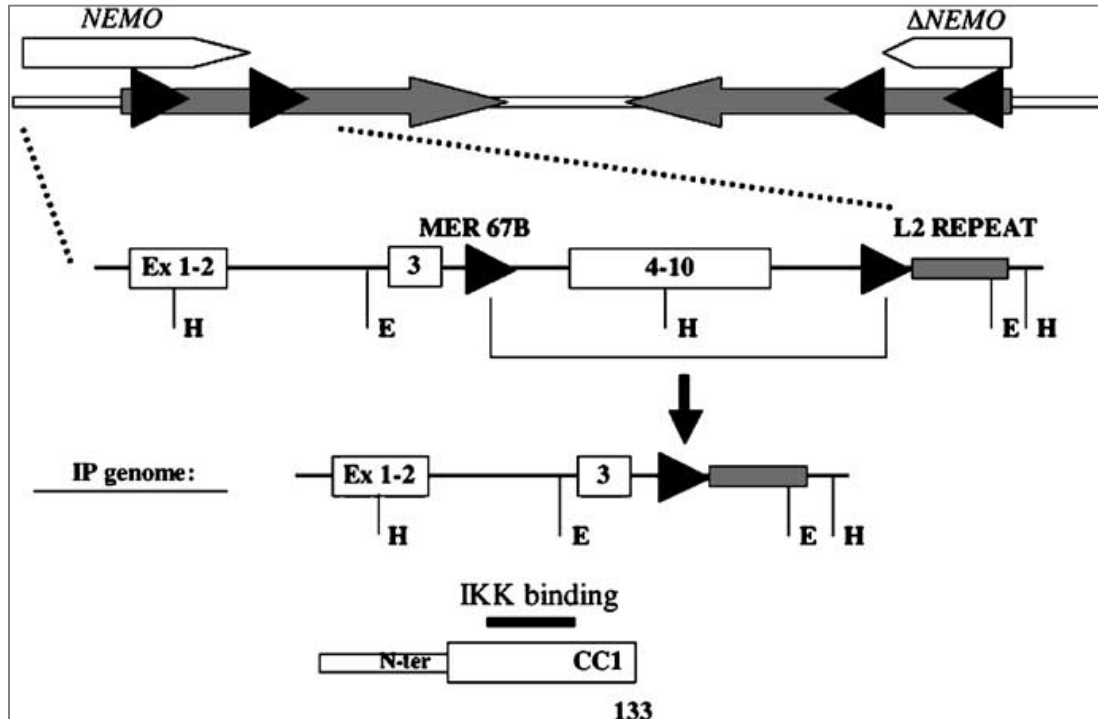 NEMO ΔNEMO
MER 67B L2 REPEAT
Ex 1-2 3 4-10
H E H E H
IP genome: Ex 1-2 3
H E E H
IKK binding
N-ter CC1
133